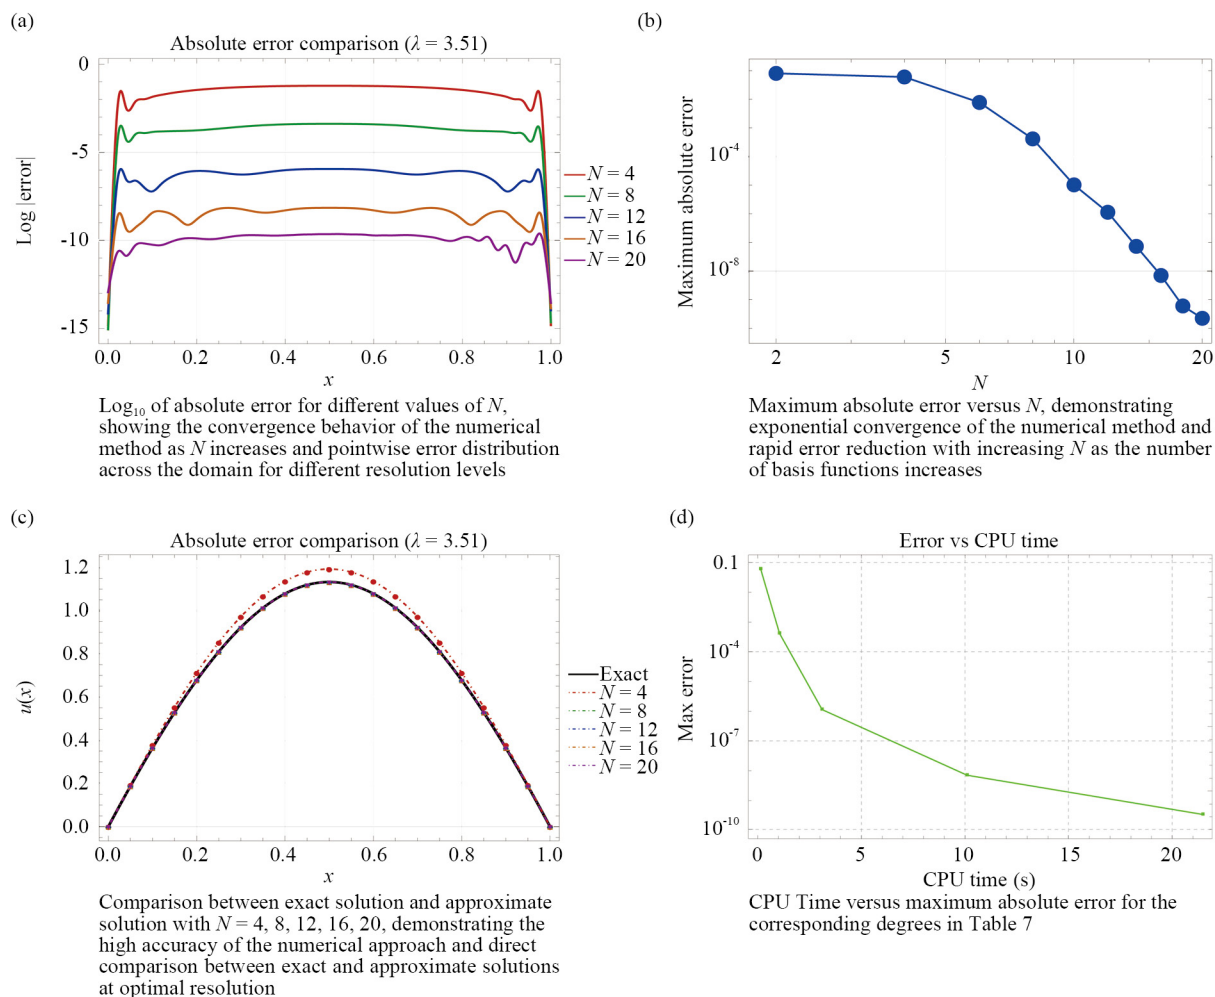 (a)
Absolute error comparison (λ = 3.51)
0
-5
-10
-15
Log |error|
0.0 0.2 0.4 0.6 0.8 1.0
x
N = 4
N = 8
N = 12
N = 16
N = 20
Log₁₀ of absolute error for different values of N,
showing the convergence behavior of the numerical
method as N increases and pointwise error distribution
across the domain for different resolution levels
(b)
Maximum absolute error
10⁻⁴
10⁻⁸
2 5 10 20
N
Maximum absolute error versus N, demonstrating
exponential convergence of the numerical method and
rapid error reduction with increasing N as the number
of basis functions increases
(c)
Absolute error comparison (λ = 3.51)
1.2
1.0
0.8
0.6
0.4
0.2
0.0
u(x)
0.0 0.2 0.4 0.6 0.8 1.0
x
Exact
N = 4
N = 8
N = 12
N = 16
N = 20
Comparison between exact solution and approximate
solution with N = 4, 8, 12, 16, 20, demonstrating the
high accuracy of the numerical approach and direct
comparison between exact and approximate solutions
at optimal resolution
(d)
Error vs CPU time
0.1
10⁻⁴
10⁻⁷
10⁻¹⁰
Max error
0 5 10 15 20
CPU time (s)
CPU Time versus maximum absolute error for the
corresponding degrees in Table 7